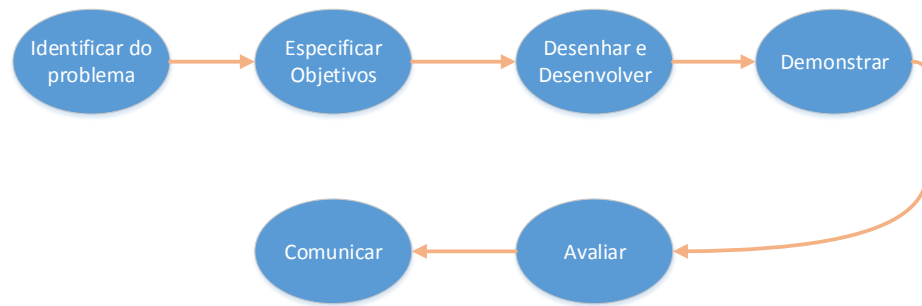 Identificar do
problema
Especificar
Objetivos
Desenhar e
Desenvolver
Demonstrar
Comunicar
Avaliar